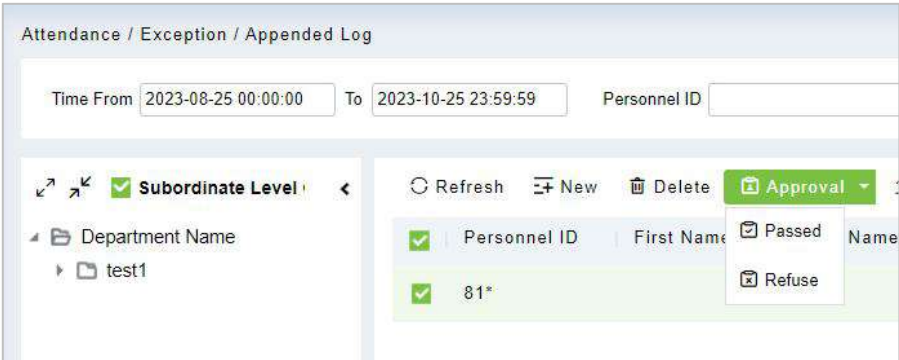 Attendance / Exception / Appended Log
Time From 2023-08-25 00:00:00 To 2023-10-25 23:59:59 Personnel ID
Subordinate Level
Refresh New Delete Approval
Department Name
Personnel ID First Name Passed Name
test1
Refuse
81*